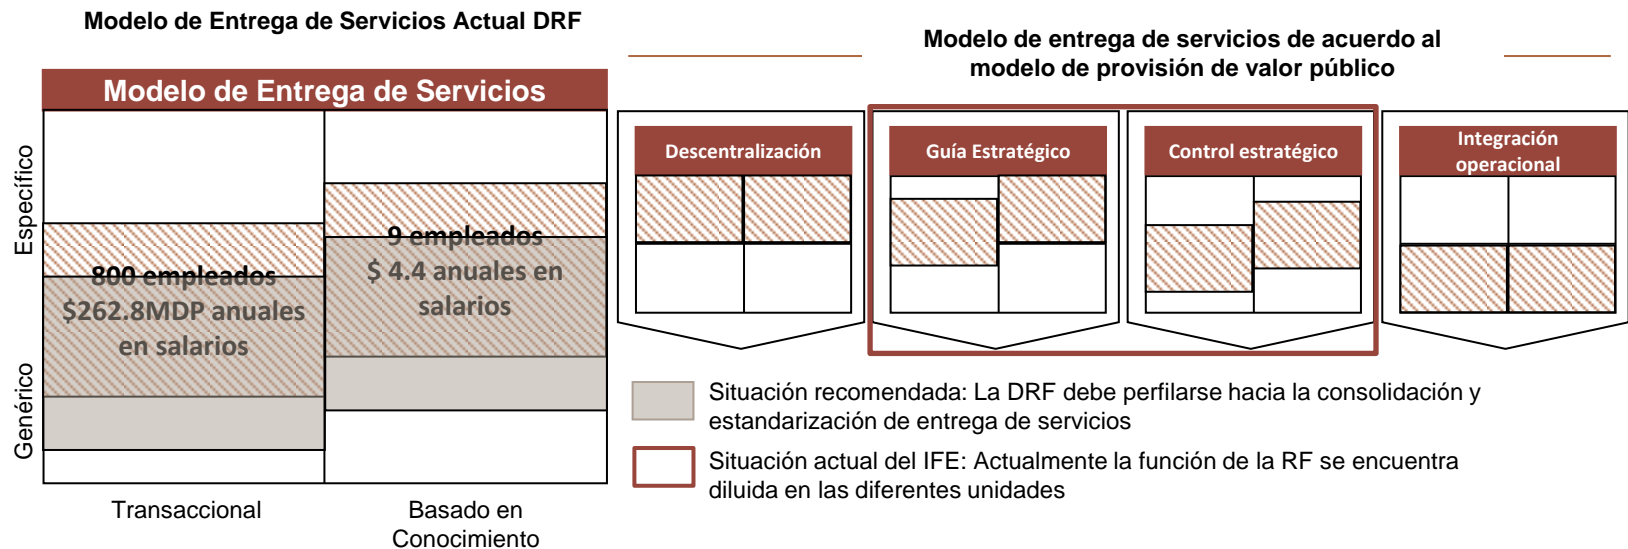 Modelo de Entrega de Servicios Actual DRF
Modelo de Entrega de Servicios
Específico
Genérico
800 empleados
$262.8MDP anuales
en salarios
9 empleados
$ 4.4 anuales en
salarios
Transaccional
Basado en
Conocimiento
Modelo de entrega de servicios de acuerdo al
modelo de provisión de valor público
Descentralización
Guía Estratégico
Control estratégico
Integración
operacional
Situación recomendada: La DRF debe perfilarse hacia la consolidación y
estandarización de entrega de servicios
Situación actual del IFE: Actualmente la función de la RF se encuentra
diluida en las diferentes unidades